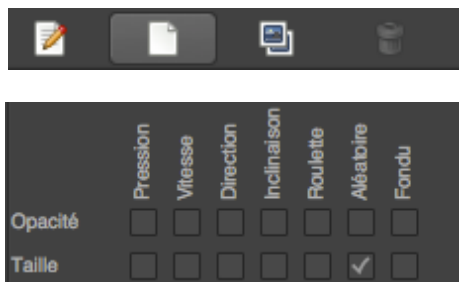 Pression
Vitesse
Direction
Inclinaison
Roulette
Aléatoire
Fondu
Opacité
Taille